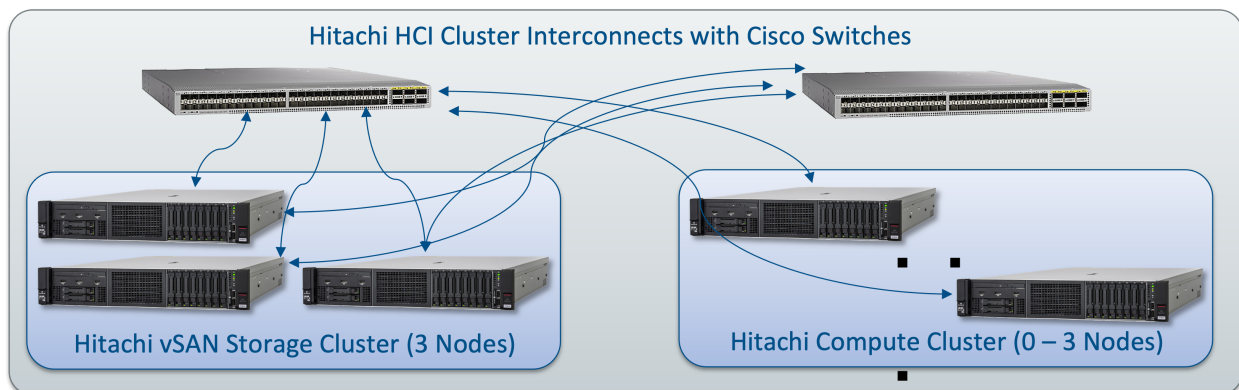 Hitachi HCI Cluster Interconnects with Cisco Switches
Hitachi vSAN Storage Cluster (3 Nodes)
Hitachi Compute Cluster (0 – 3 Nodes)